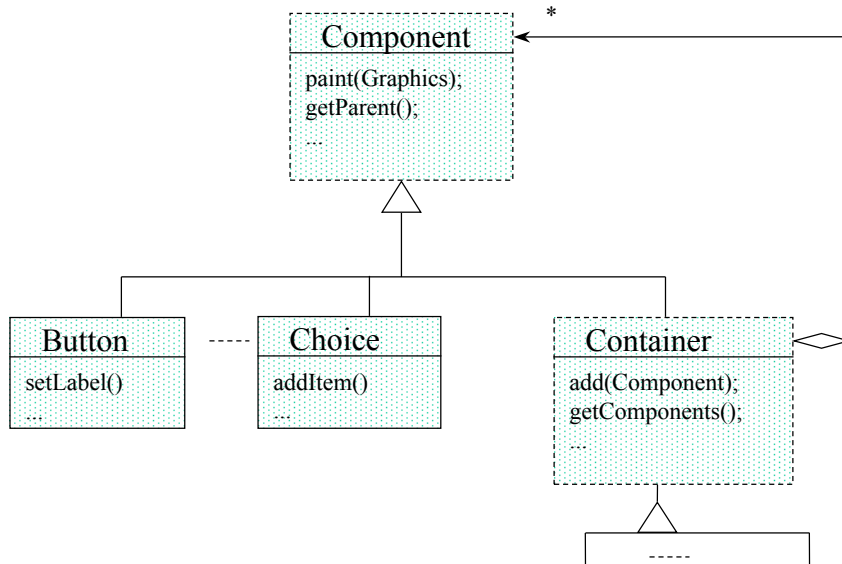 *
Component
paint(Graphics);
getParent();
...
Button
setLabel()
...
Choice
addItem()
...
Container
add(Component);
getComponents();
...